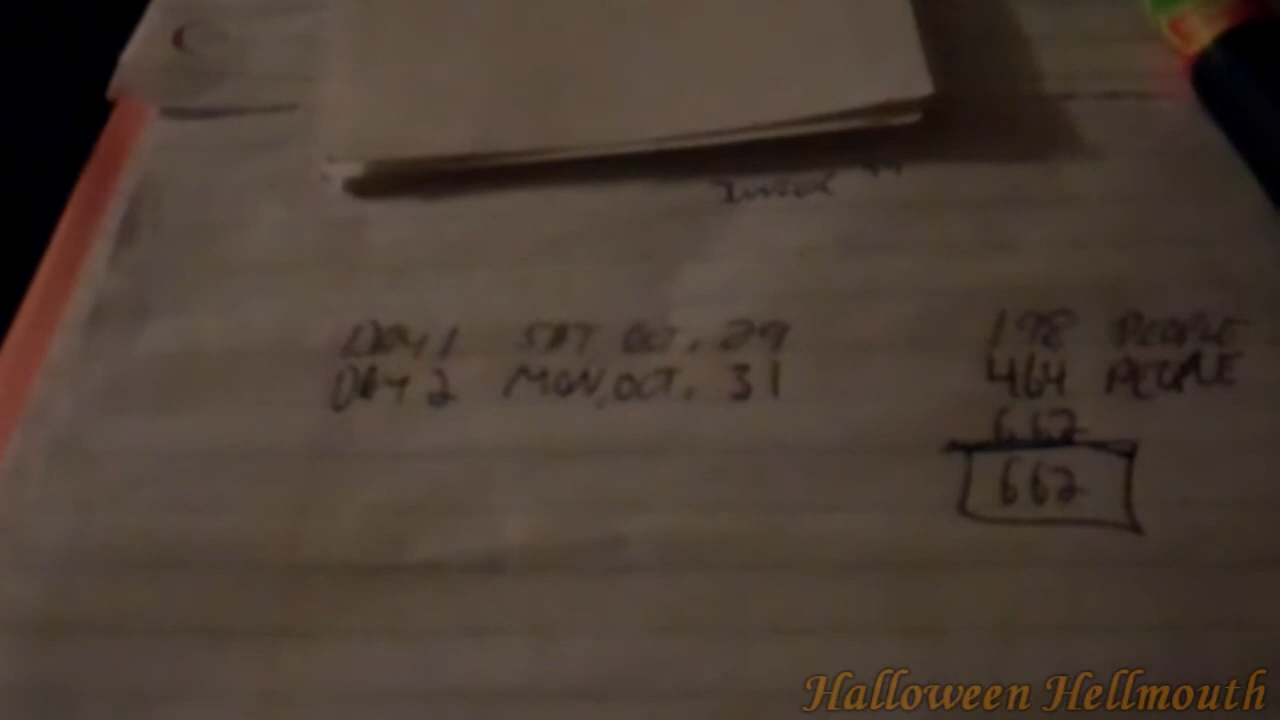 DAY 1 SAT OCT. 29 198 PEOPLE
DAY 2 MON, OCT. 31 464 PEOPLE
662
662
Halloween Hellmouth